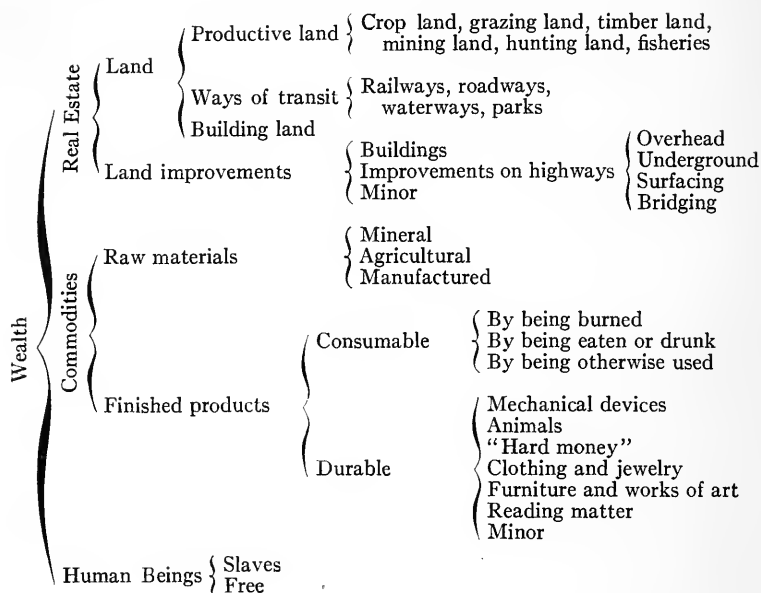 Wealth
Real Estate
Land
Productive land
Crop land, grazing land, timber land,
mining land, hunting land, fisheries
Ways of transit
Railways, roadways,
waterways, parks
Building land
Land improvements
Buildings
Improvements on highways
Overhead
Underground
Surfacing
Bridging
Minor
Commodities
Raw materials
Mineral
Agricultural
Manufactured
Finished products
Consumable
By being burned
By being eaten or drunk
By being otherwise used
Durable
Mechanical devices
Animals
"Hard money"
Clothing and jewelry
Furniture and works of art
Reading matter
Minor
Human Beings
Slaves
Free